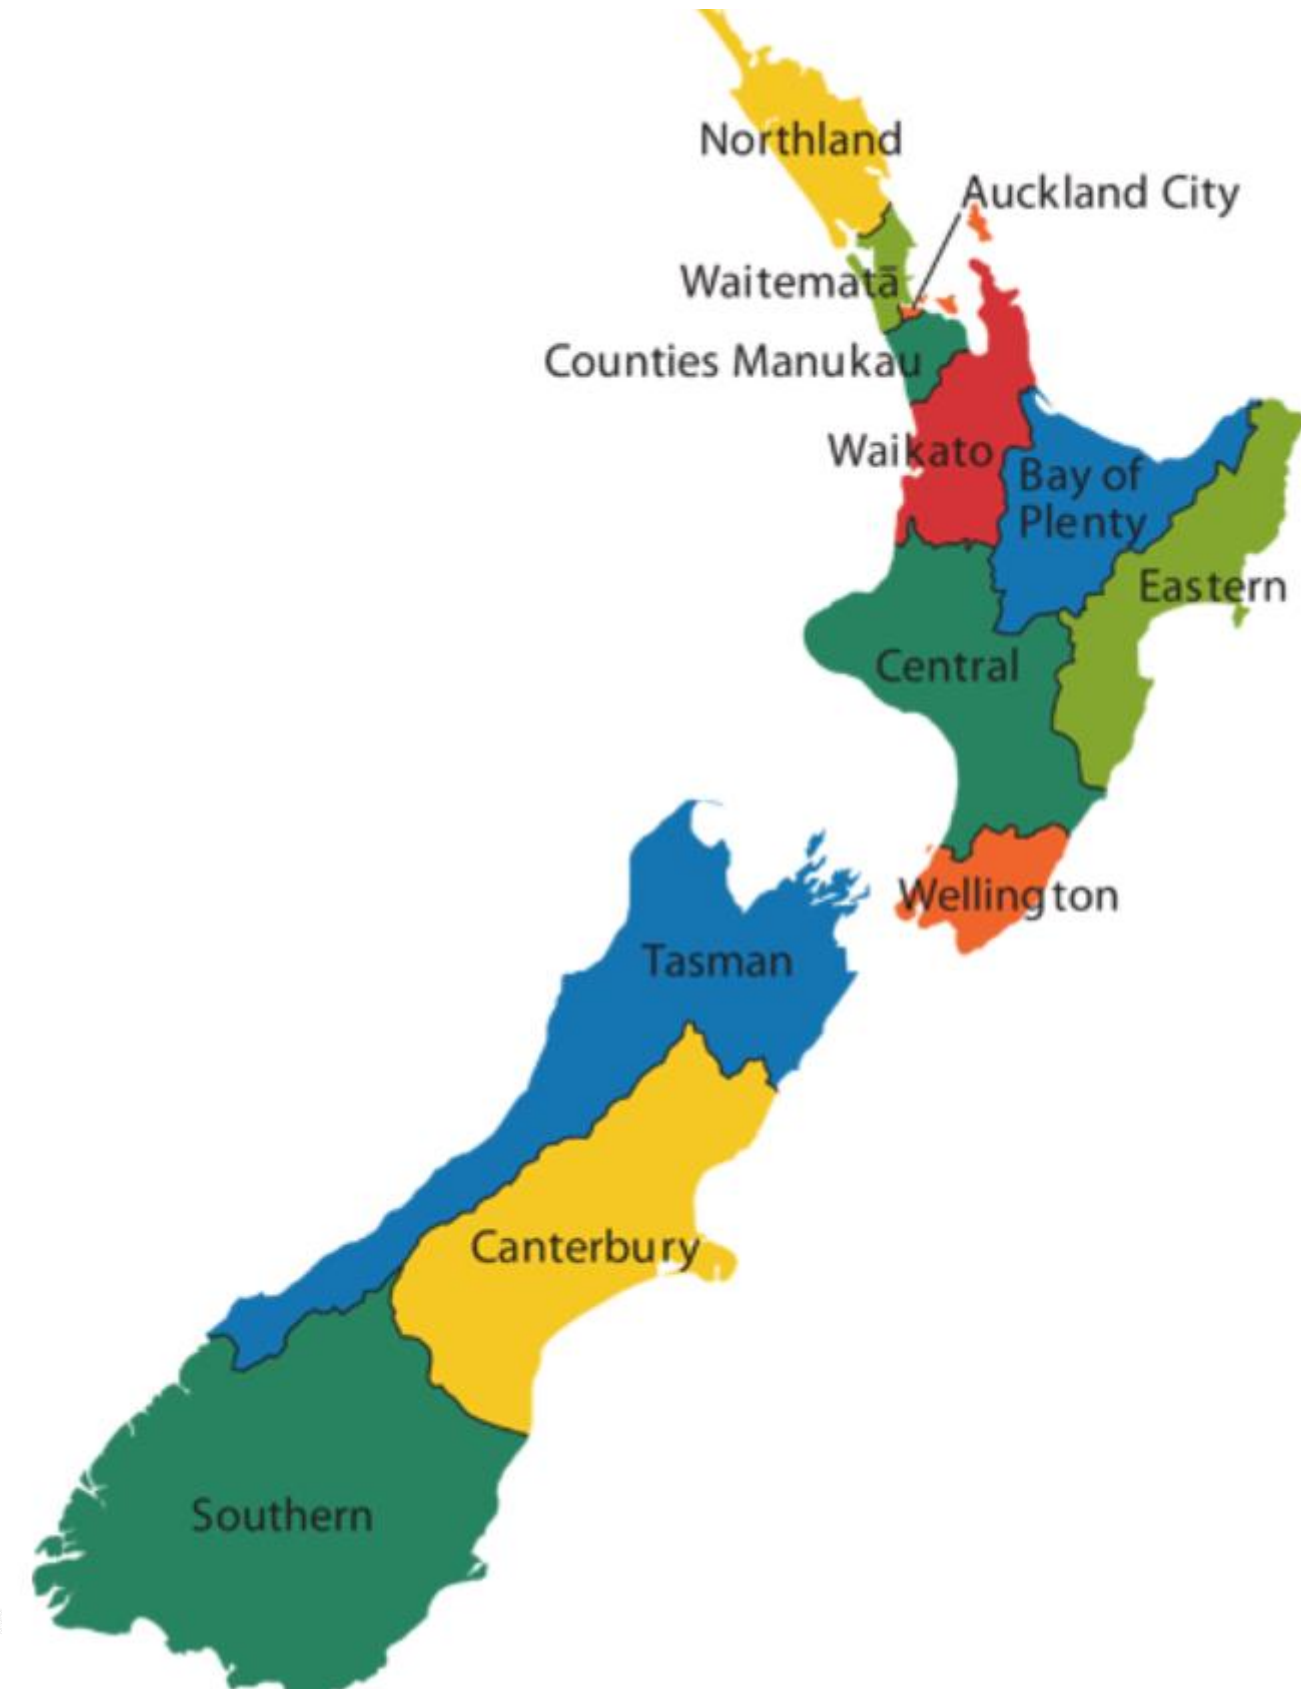 Northland
Auckland City
Waitematā
Counties Manukau
Waikato
Bay of
Plenty
Eastern
Central
Wellington
Tasman
Canterbury
Southern